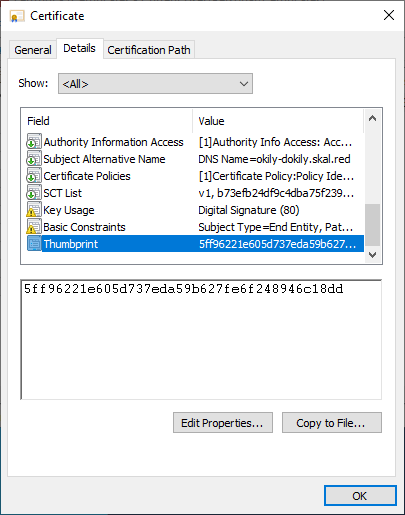 Certificate
General Details Certification Path
Show: <All>
Field Value
Authority Information Access [1]Authority Info Access: Acc...
Subject Alternative Name DNS Name=okily-dokily.skal.red
Certificate Policies [1]Certificate Policy:Policy Ide...
SCT List v1, b73efb24df9c4dba75f239...
Key Usage Digital Signature (80)
Basic Constraints Subject Type=End Entity, Pat...
Thumbprint 5ff96221e605d737eda59b627...
5ff96221e605d737eda59b627fe6f248946c18dd
Edit Properties... Copy to File...
OK